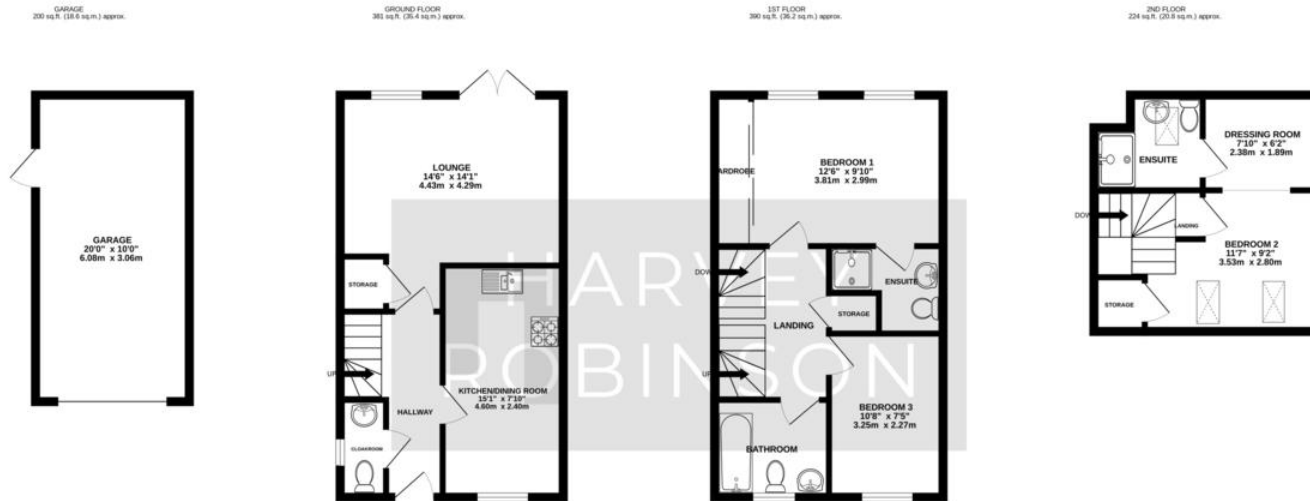 GARAGE
200 sq.ft. (18.6 sq.m.) approx.
GARAGE
20'0" x 10'0"
6.08m x 3.06m
GROUND FLOOR
381 sq.ft. (35.4 sq.m.) approx.
LOUNGE
14'6" x 14'1"
4.43m x 4.29m
STORAGE
UP
HALLWAY
KITCHEN/DINING ROOM
15'1" x 7'10"
4.60m x 2.40m
CLOAKROOM
1ST FLOOR
390 sq.ft. (36.2 sq.m.) approx.
BEDROOM 1
12'6" x 9'10"
3.81m x 2.99m
ARDROBE
DOW
ENSUITE
STORAGE
LANDING
UP
BEDROOM 3
10'8" x 7'5"
3.25m x 2.27m
BATHROOM
2ND FLOOR
224 sq.ft. (20.8 sq.m.) approx.
DRESSING ROOM
7'10" x 6'2"
2.38m x 1.89m
ENSUITE
DOW
LANDING
BEDROOM 2
11'7" x 9'2"
3.53m x 2.80m
STORAGE
HARVEY
ROBINSON